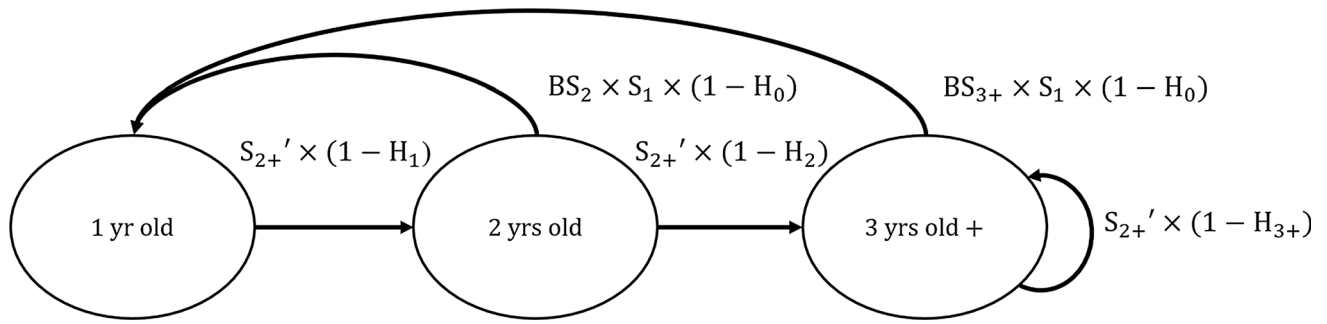 BS₂ × S₁ × (1 − H₀)
BS₃₊ × S₁ × (1 − H₀)
S₂₊′ × (1 − H₁)
S₂₊′ × (1 − H₂)
1 yr old
2 yrs old
3 yrs old +
S₂₊′ × (1 − H₃₊)